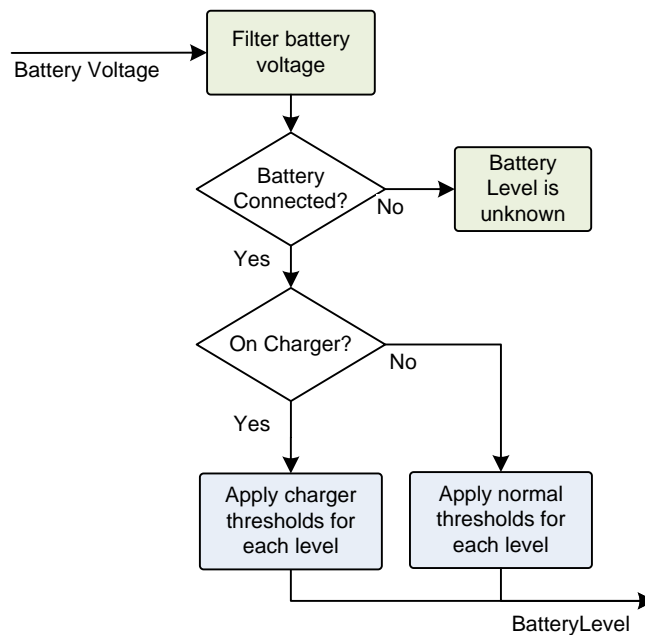 Filter battery
voltage
Battery Voltage
Battery
Connected?
No
Battery
Level is
unknown
Yes
On Charger?
No
Yes
Apply charger
thresholds for
each level
Apply normal
thresholds for
each level
BatteryLevel